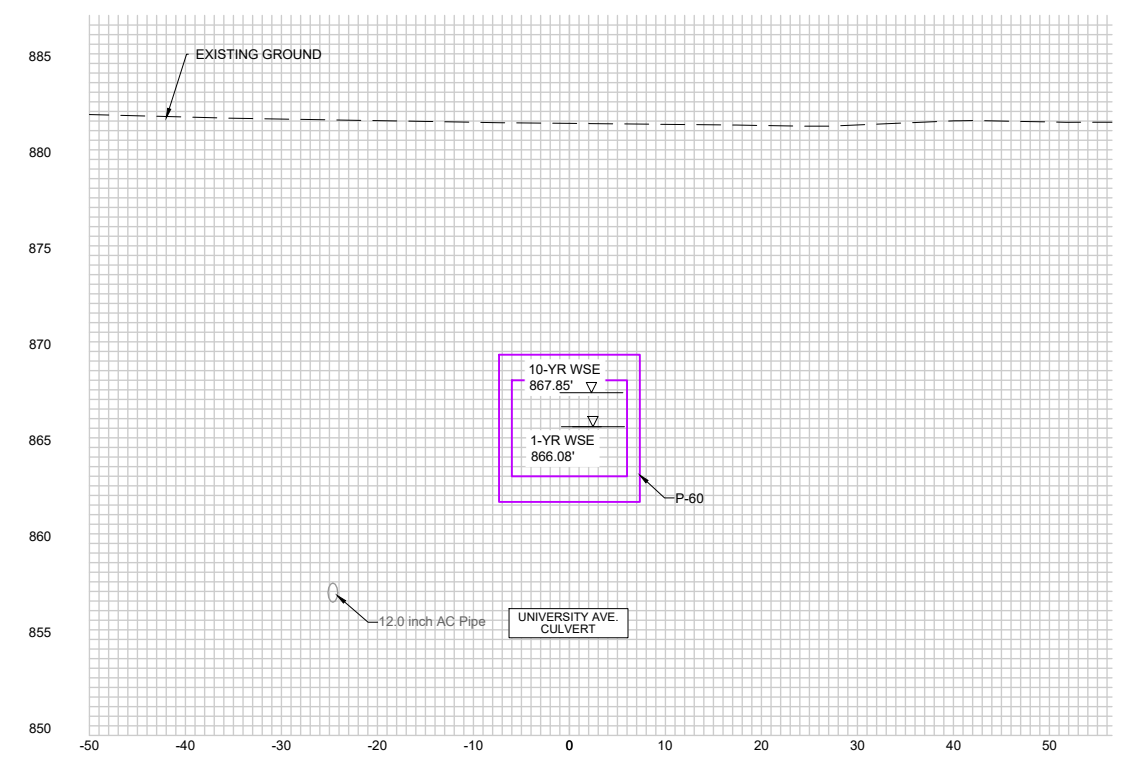 885
EXISTING GROUND
880
875
870
10-YR WSE
867.85'
865
1-YR WSE
866.08'
P-60
860
855
12.0 inch AC Pipe
UNIVERSITY AVE.
CULVERT
850
-50 -40 -30 -20 -10 0 10 20 30 40 50